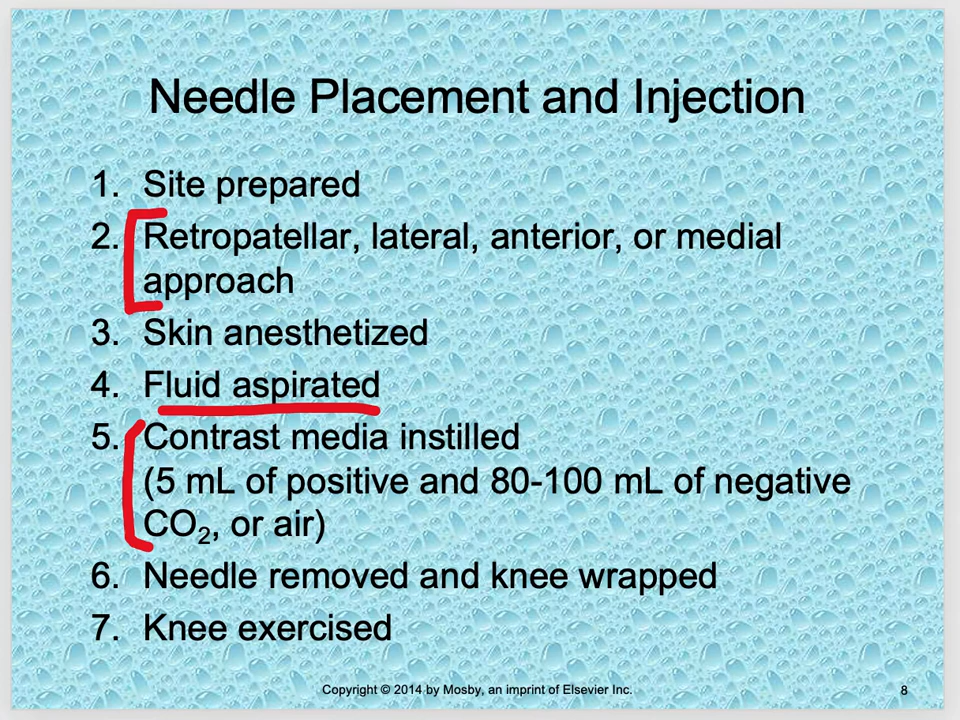 Needle Placement and Injection
1. Site prepared
2. Retropatellar, lateral, anterior, or medial
approach
3. Skin anesthetized
4. Fluid aspirated
5. Contrast media instilled
(5 mL of positive and 80-100 mL of negative
CO₂, or air)
6. Needle removed and knee wrapped
7. Knee exercised
Copyright © 2014 by Mosby, an imprint of Elsevier Inc.
8